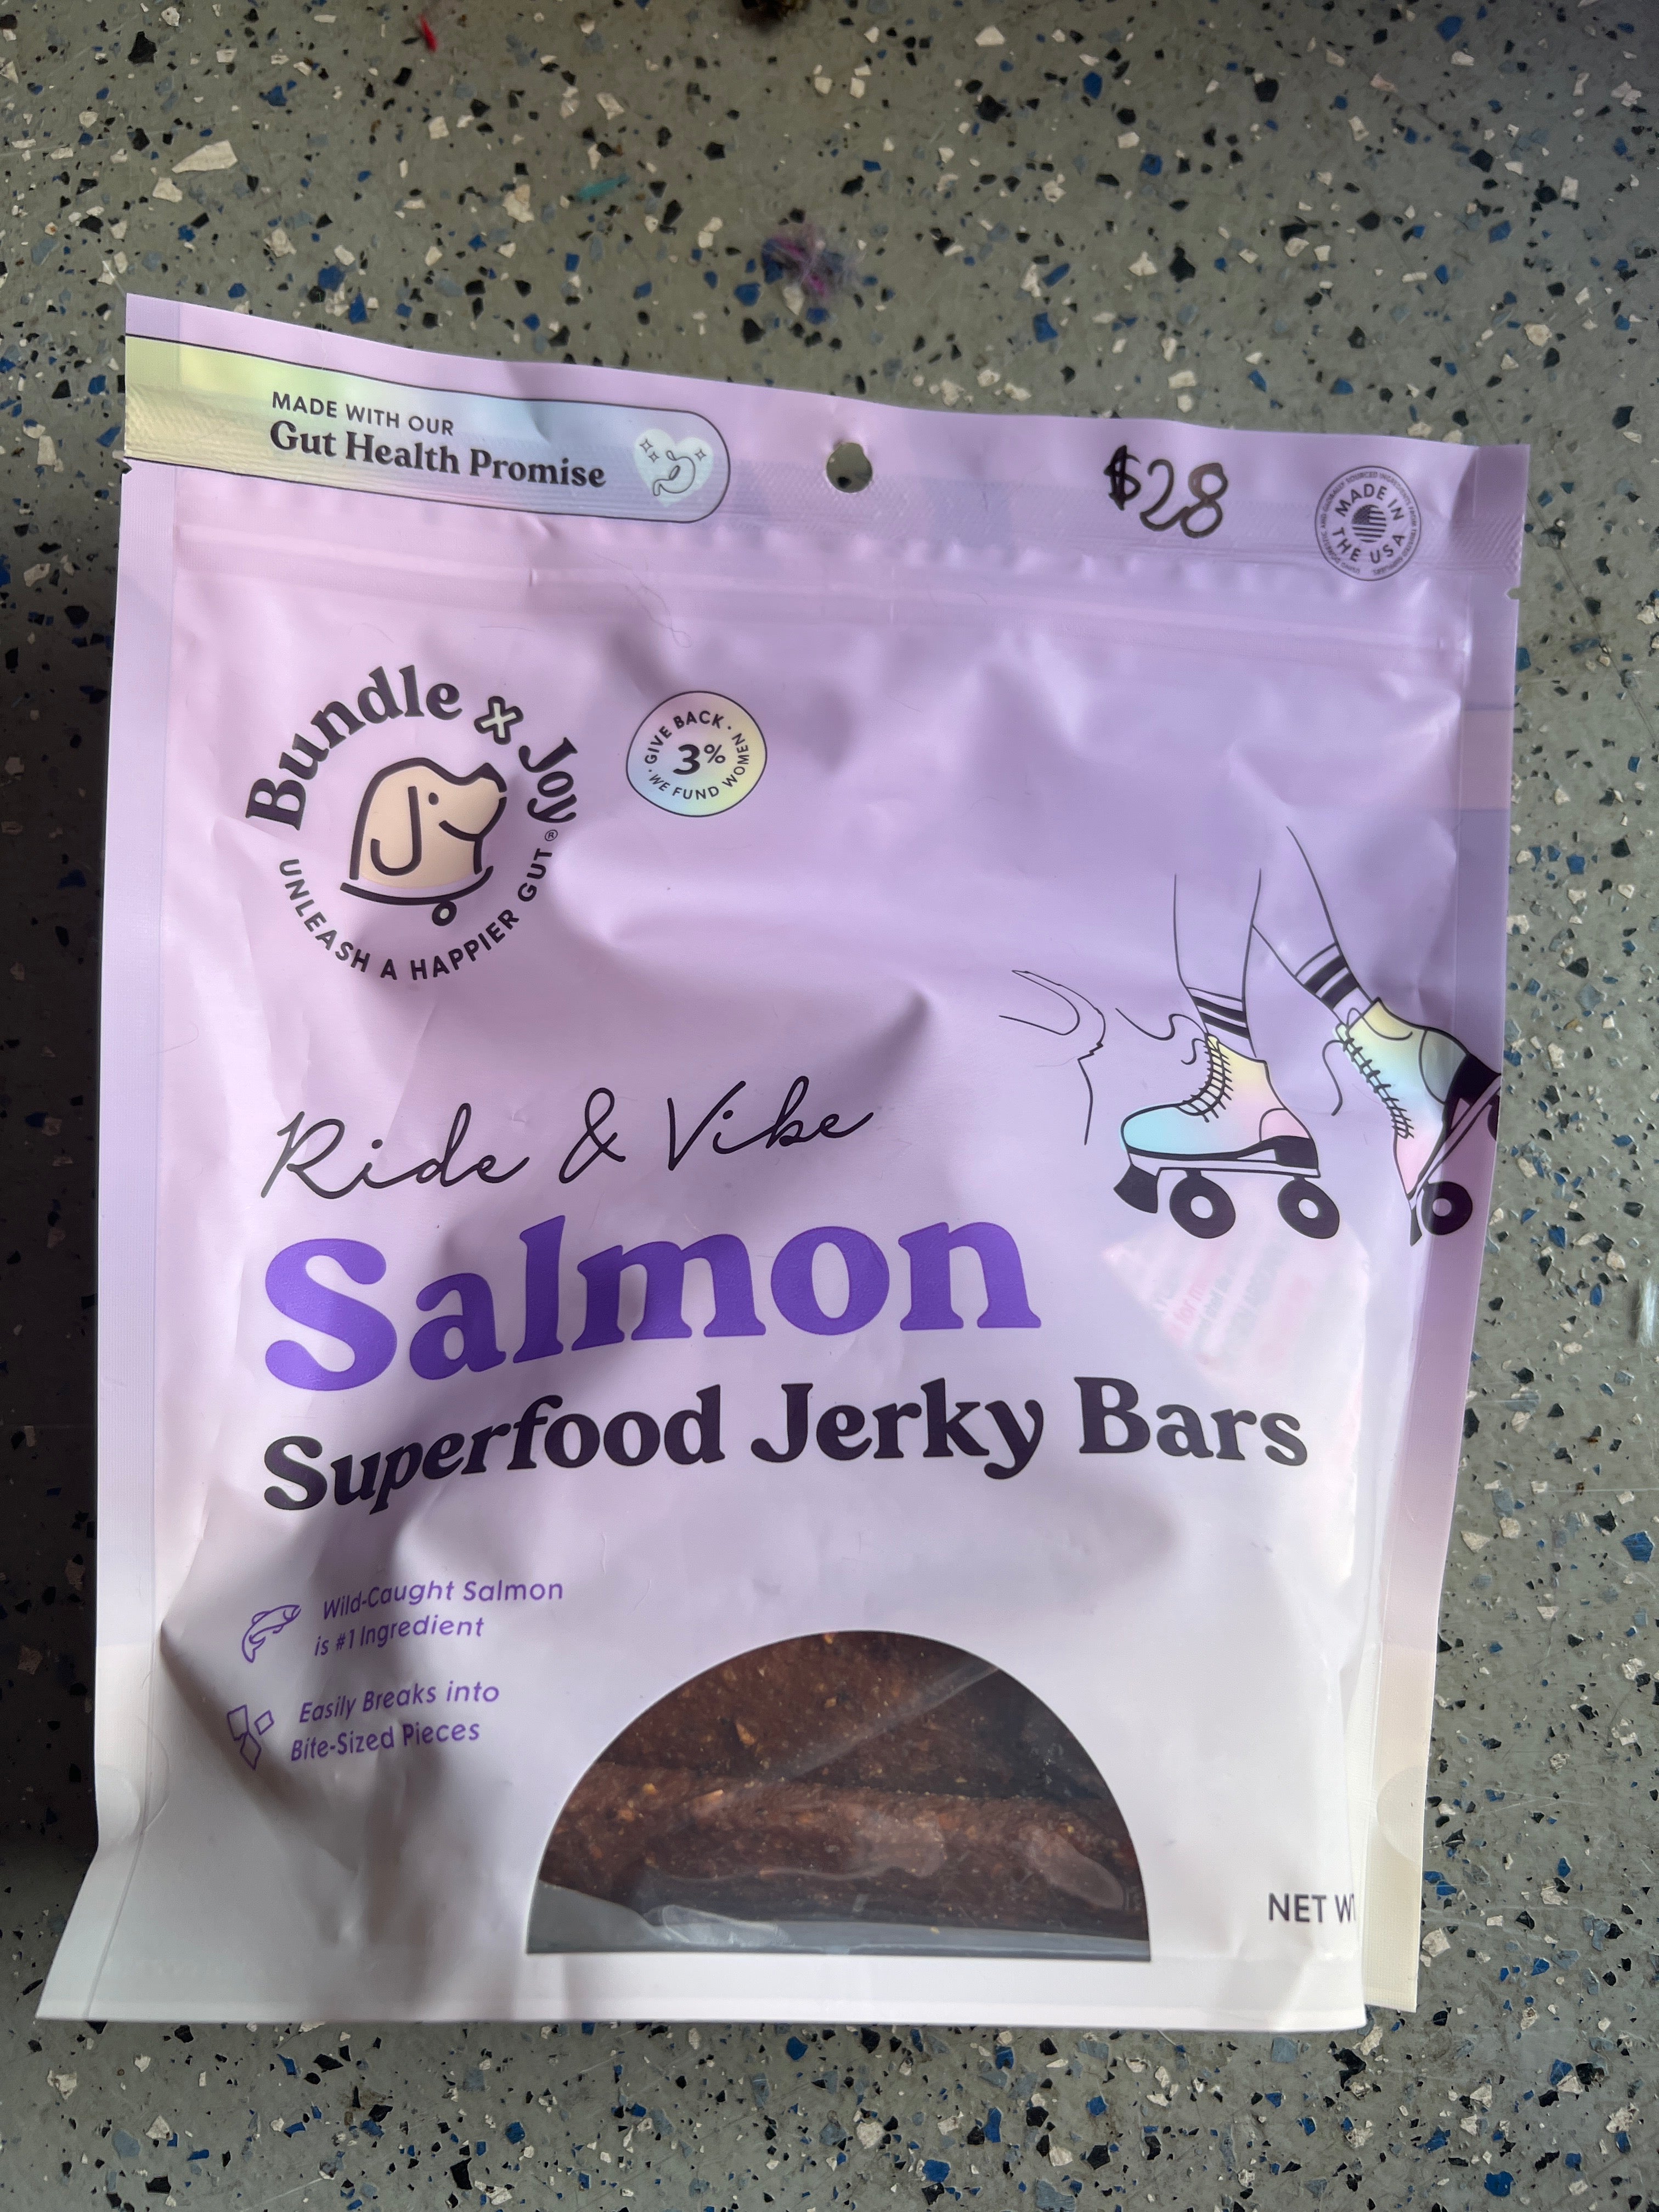 MADE WITH OUR
Gut Health Promise
$28
MADE IN
THE USA
Bundle x Joy®
UNLEASH A HAPPIER GUT
GIVE BACK
3%
WE FUND WOMEN
Ride & Vibe
Salmon
Superfood Jerky Bars
Wild-Caught Salmon
is #1 Ingredient
Easily Breaks into
Bite-Sized Pieces
NET